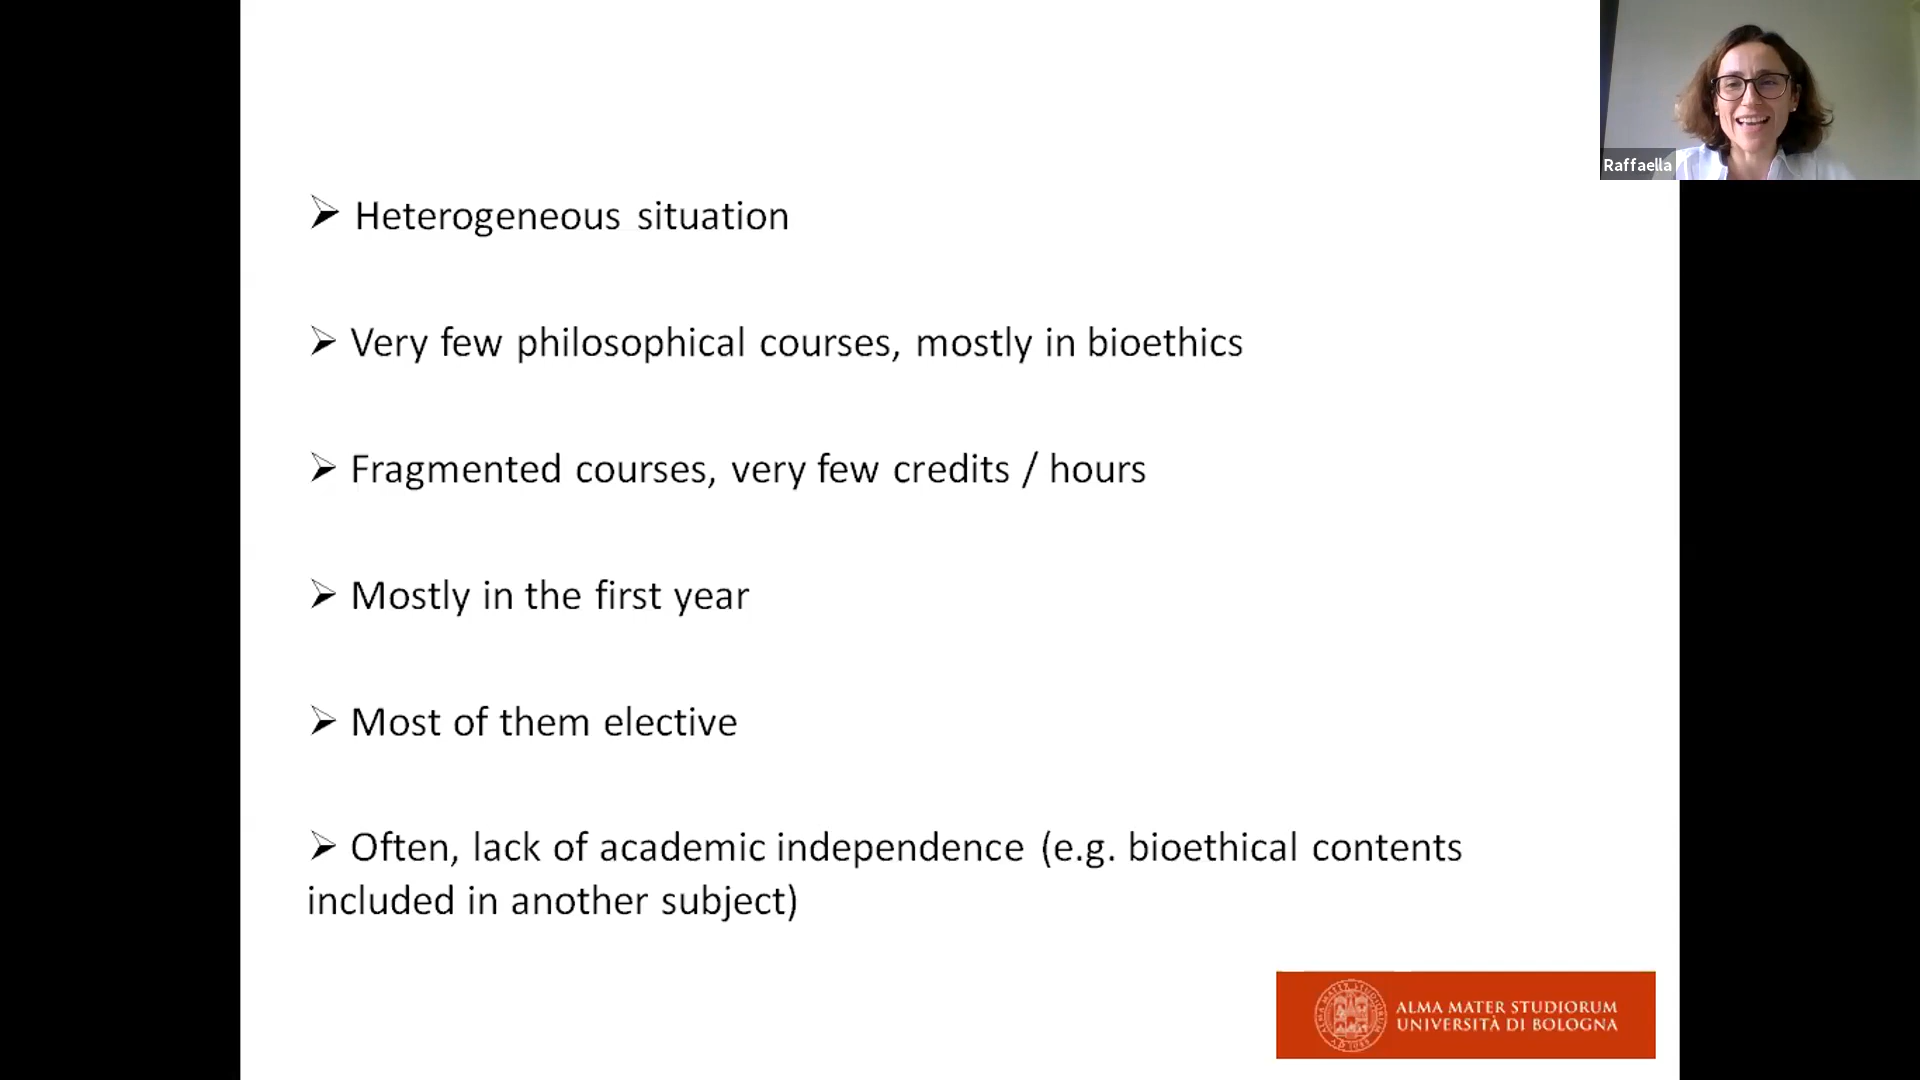 Raffaella
➢ Heterogeneous situation
➢ Very few philosophical courses, mostly in bioethics
➢ Fragmented courses, very few credits / hours
➢ Mostly in the first year
➢ Most of them elective
➢ Often, lack of academic independence (e.g. bioethical contents
included in another subject)
ALMA MATER STUDIORUM
UNIVERSITÀ DI BOLOGNA